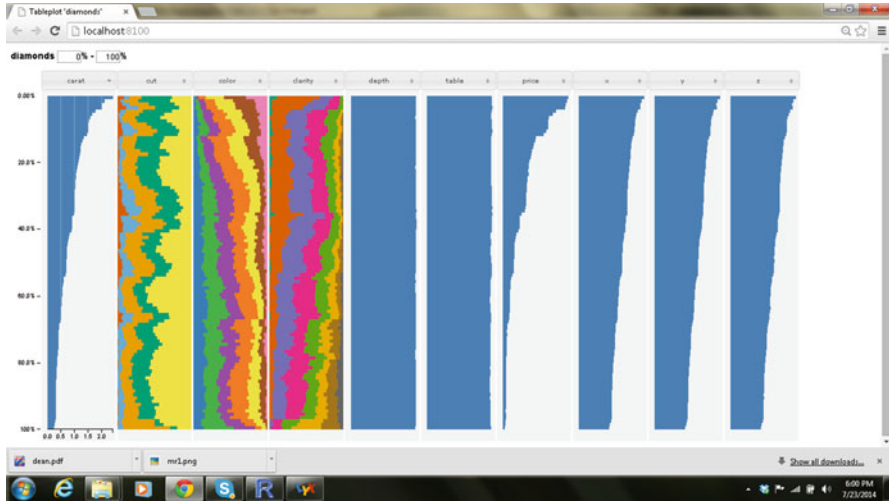 Tableplot 'diamonds'
localhost:8100
diamonds 0% - 100%
carat cut color clarity depth table price x y z
0.00%
20.0%
40.0%
60.0%
80.0%
100%
0.0 0.5 1.0 1.5 2.0
dean.pdf
mr1.png
Show all downloads...
6:00 PM
7/23/2014